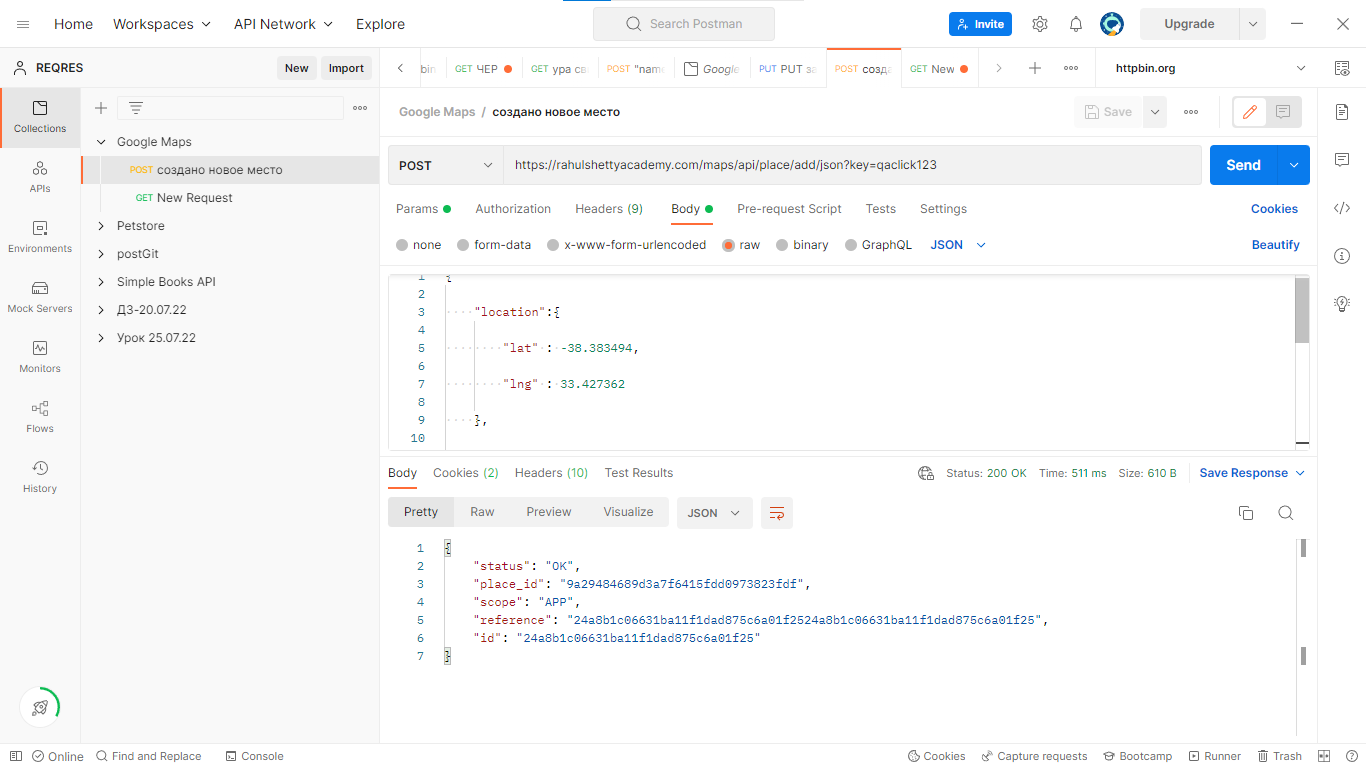 Home Workspaces API Network Explore Search Postman Invite Upgrade
REQRES New Import GET ЧЕР GET ура св POST "nam Google PUT PUT за POST созд GET New httpbin.org
Collections
APIs
Environments
Mock Servers
Monitors
Flows
History
Google Maps
POST создано новое место
GET New Request
Petstore
postGit
Simple Books API
ДЗ-20.07.22
Урок 25.07.22
Google Maps / создано новое место Save
POST https://rahulshettyacademy.com/maps/api/place/add/json?key=qaclick123 Send
Params Authorization Headers (9) Body Pre-request Script Tests Settings Cookies
none form-data x-www-form-urlencoded raw binary GraphQL JSON Beautify
1 {
2
3 "location":{
4
5 "lat" : -38.383494,
6
7 "lng" : 33.427362
8
9 },
10
Body Cookies (2) Headers (10) Test Results Status: 200 OK Time: 511 ms Size: 610 B Save Response
Pretty Raw Preview Visualize JSON
1 {
2 "status": "OK",
3 "place_id": "9a29484689d3a7f6415fdd0973823fdf",
4 "scope": "APP",
5 "reference": "24a8b1c06631ba11f1dad875c6a01f2524a8b1c06631ba11f1dad875c6a01f25",
6 "id": "24a8b1c06631ba11f1dad875c6a01f25"
7 }
Online Find and Replace Console Cookies Capture requests Bootcamp Runner Trash